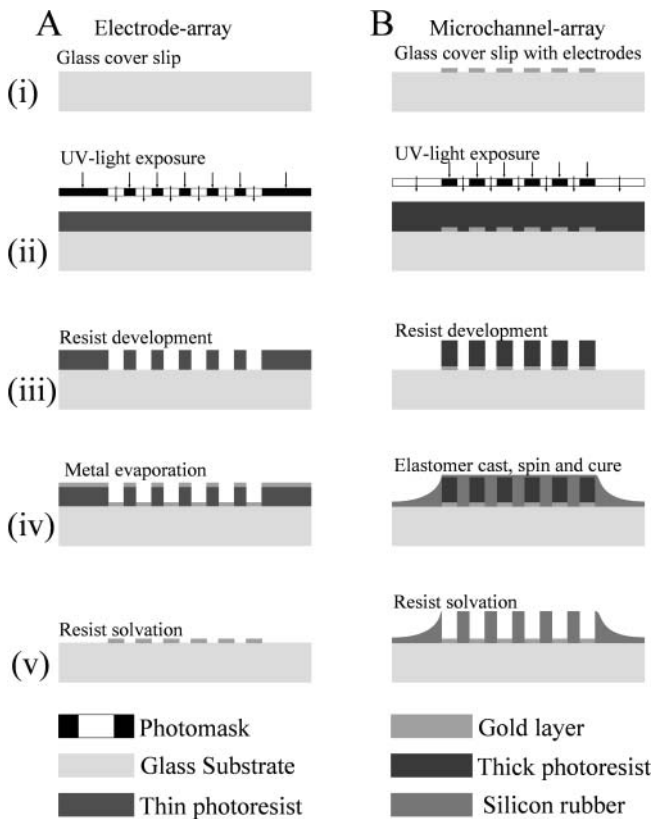 A Electrode-array
B Microchannel-array
Glass cover slip
Glass cover slip with electrodes
(i)
UV-light exposure
UV-light exposure
(ii)
Resist development
Resist development
(iii)
Metal evaporation
Elastomer cast, spin and cure
(iv)
Resist solvation
Resist solvation
(v)
Photomask
Gold layer
Glass Substrate
Thick photoresist
Thin photoresist
Silicon rubber